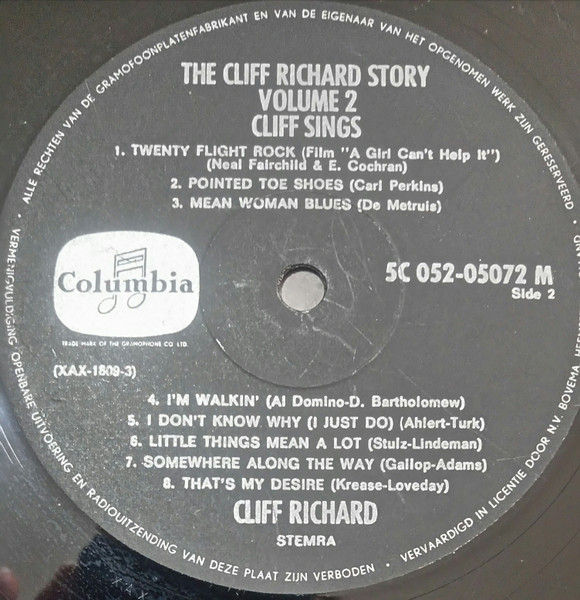 ALLE RECHTEN VAN DE GRAMOFOONPLATENFABRIKANT EN VAN DE EIGENAAR VAN HET OPGENOMEN WERK ZIJN GERESERVEERD
THE CLIFF RICHARD STORY
VOLUME 2
CLIFF SINGS
1. TWENTY FLIGHT ROCK (Film "A Girl Can't Help It")
(Neal Fairchild & E. Cochran)
2. POINTED TOE SHOES (Carl Perkins)
3. MEAN WOMAN BLUES (De Metruis)
Columbia
TRADE MARK OF THE GRAMOPHONE CO LTD.
5C 052-05072 M
Side 2
(XAX-1809-3)
4. I'M WALKIN' (Al Domino-D. Bartholomew)
5. I DON'T KNOW WHY (I JUST DO) (Ahlert-Turk)
6. LITTLE THINGS MEAN A LOT (Stulz-Lindeman)
7. SOMEWHERE ALONG THE WAY (Gallop-Adams)
8. THAT'S MY DESIRE (Krease-Loveday)
CLIFF RICHARD
STEMRA
VERMENIGVULDIGING OPENBARE UITVOERING EN RADIOUITZENDING VAN DEZE PLAAT ZIJN VERBODEN • VERVAARDIGD IN LICENTIE DOOR N.V. BOVEMA
XAX